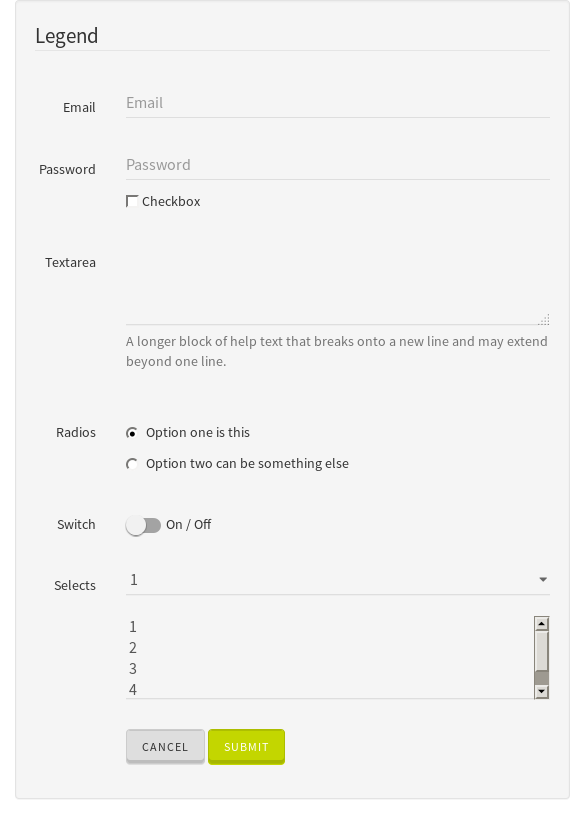 Legend
Email
Email
Password
Password
Checkbox
Textarea
A longer block of help text that breaks onto a new line and may extend
beyond one line.
Radios
Option one is this
Option two can be something else
Switch
On / Off
Selects
1
1
2
3
4
CANCEL
SUBMIT